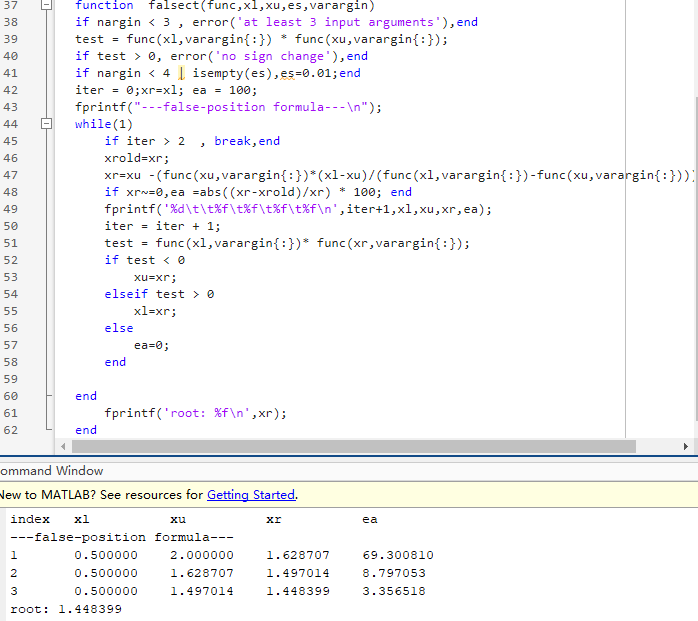 37 function falsect(func,xl,xu,es,varargin)
38 if nargin < 3 , error('at least 3 input arguments'),end
39 test = func(xl,varargin{:}) * func(xu,varargin{:});
40 if test > 0, error('no sign change'),end
41 if nargin < 4 | isempty(es),es=0.01;end
42 iter = 0;xr=xl; ea = 100;
43 fprintf("---false-position formula---\n");
44 while(1)
45 if iter > 2 , break,end
46 xrold=xr;
47 xr=xu -(func(xu,varargin{:})*(xl-xu)/(func(xl,varargin{:})-func(xu,varargin{:})))
48 if xr~=0,ea =abs((xr-xrold)/xr) * 100; end
49 fprintf('%d\t\t%f\t%f\t%f\t%f\n',iter+1,xl,xu,xr,ea);
50 iter = iter + 1;
51 test = func(xl,varargin{:})* func(xr,varargin{:});
52 if test < 0
53 xu=xr;
54 elseif test > 0
55 xl=xr;
56 else
57 ea=0;
58 end
59
60 end
61 fprintf('root: %f\n',xr);
62 end
ommand Window
New to MATLAB? See resources for Getting Started.
index xl xu xr ea
---false-position formula---
1 0.500000 2.000000 1.628707 69.300810
2 0.500000 1.628707 1.497014 8.797053
3 0.500000 1.497014 1.448399 3.356518
root: 1.448399